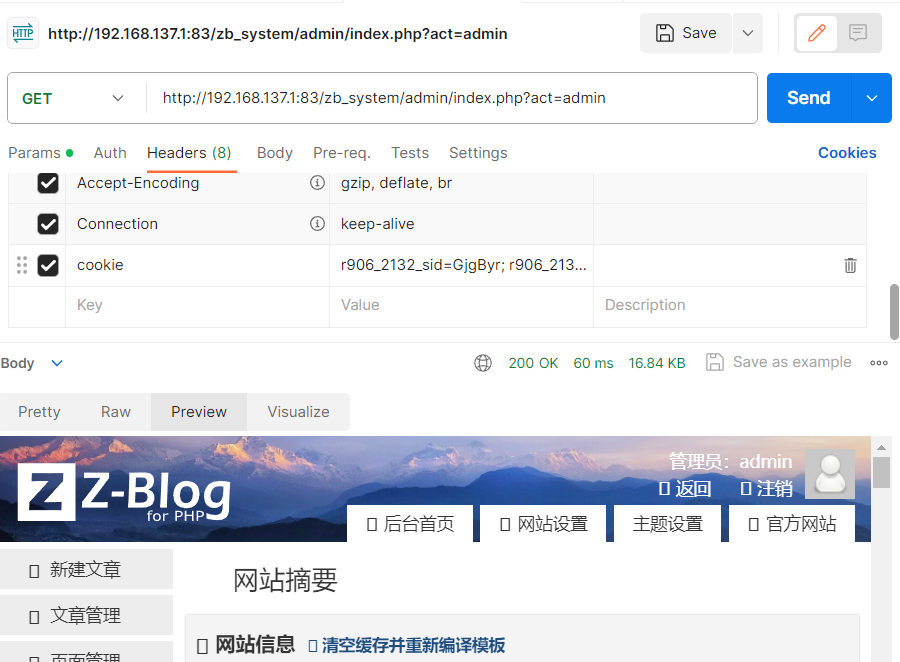 HTTP http://192.168.137.1:83/zb_system/admin/index.php?act=admin Save
GET http://192.168.137.1:83/zb_system/admin/index.php?act=admin Send
Params Auth Headers (8) Body Pre-req. Tests Settings Cookies
Accept-Encoding gzip, deflate, br
Connection keep-alive
cookie r906_2132_sid=GjgByr; r906_213...
Key Value Description
Body 200 OK 60 ms 16.84 KB Save as example
Pretty Raw Preview Visualize
管理员：admin
返回 注销
Z Z-Blog
for PHP
后台首页 网站设置 主题设置 官方网站
新建文章
网站摘要
文章管理
网站信息 清空缓存并重新编译模板
页面管理